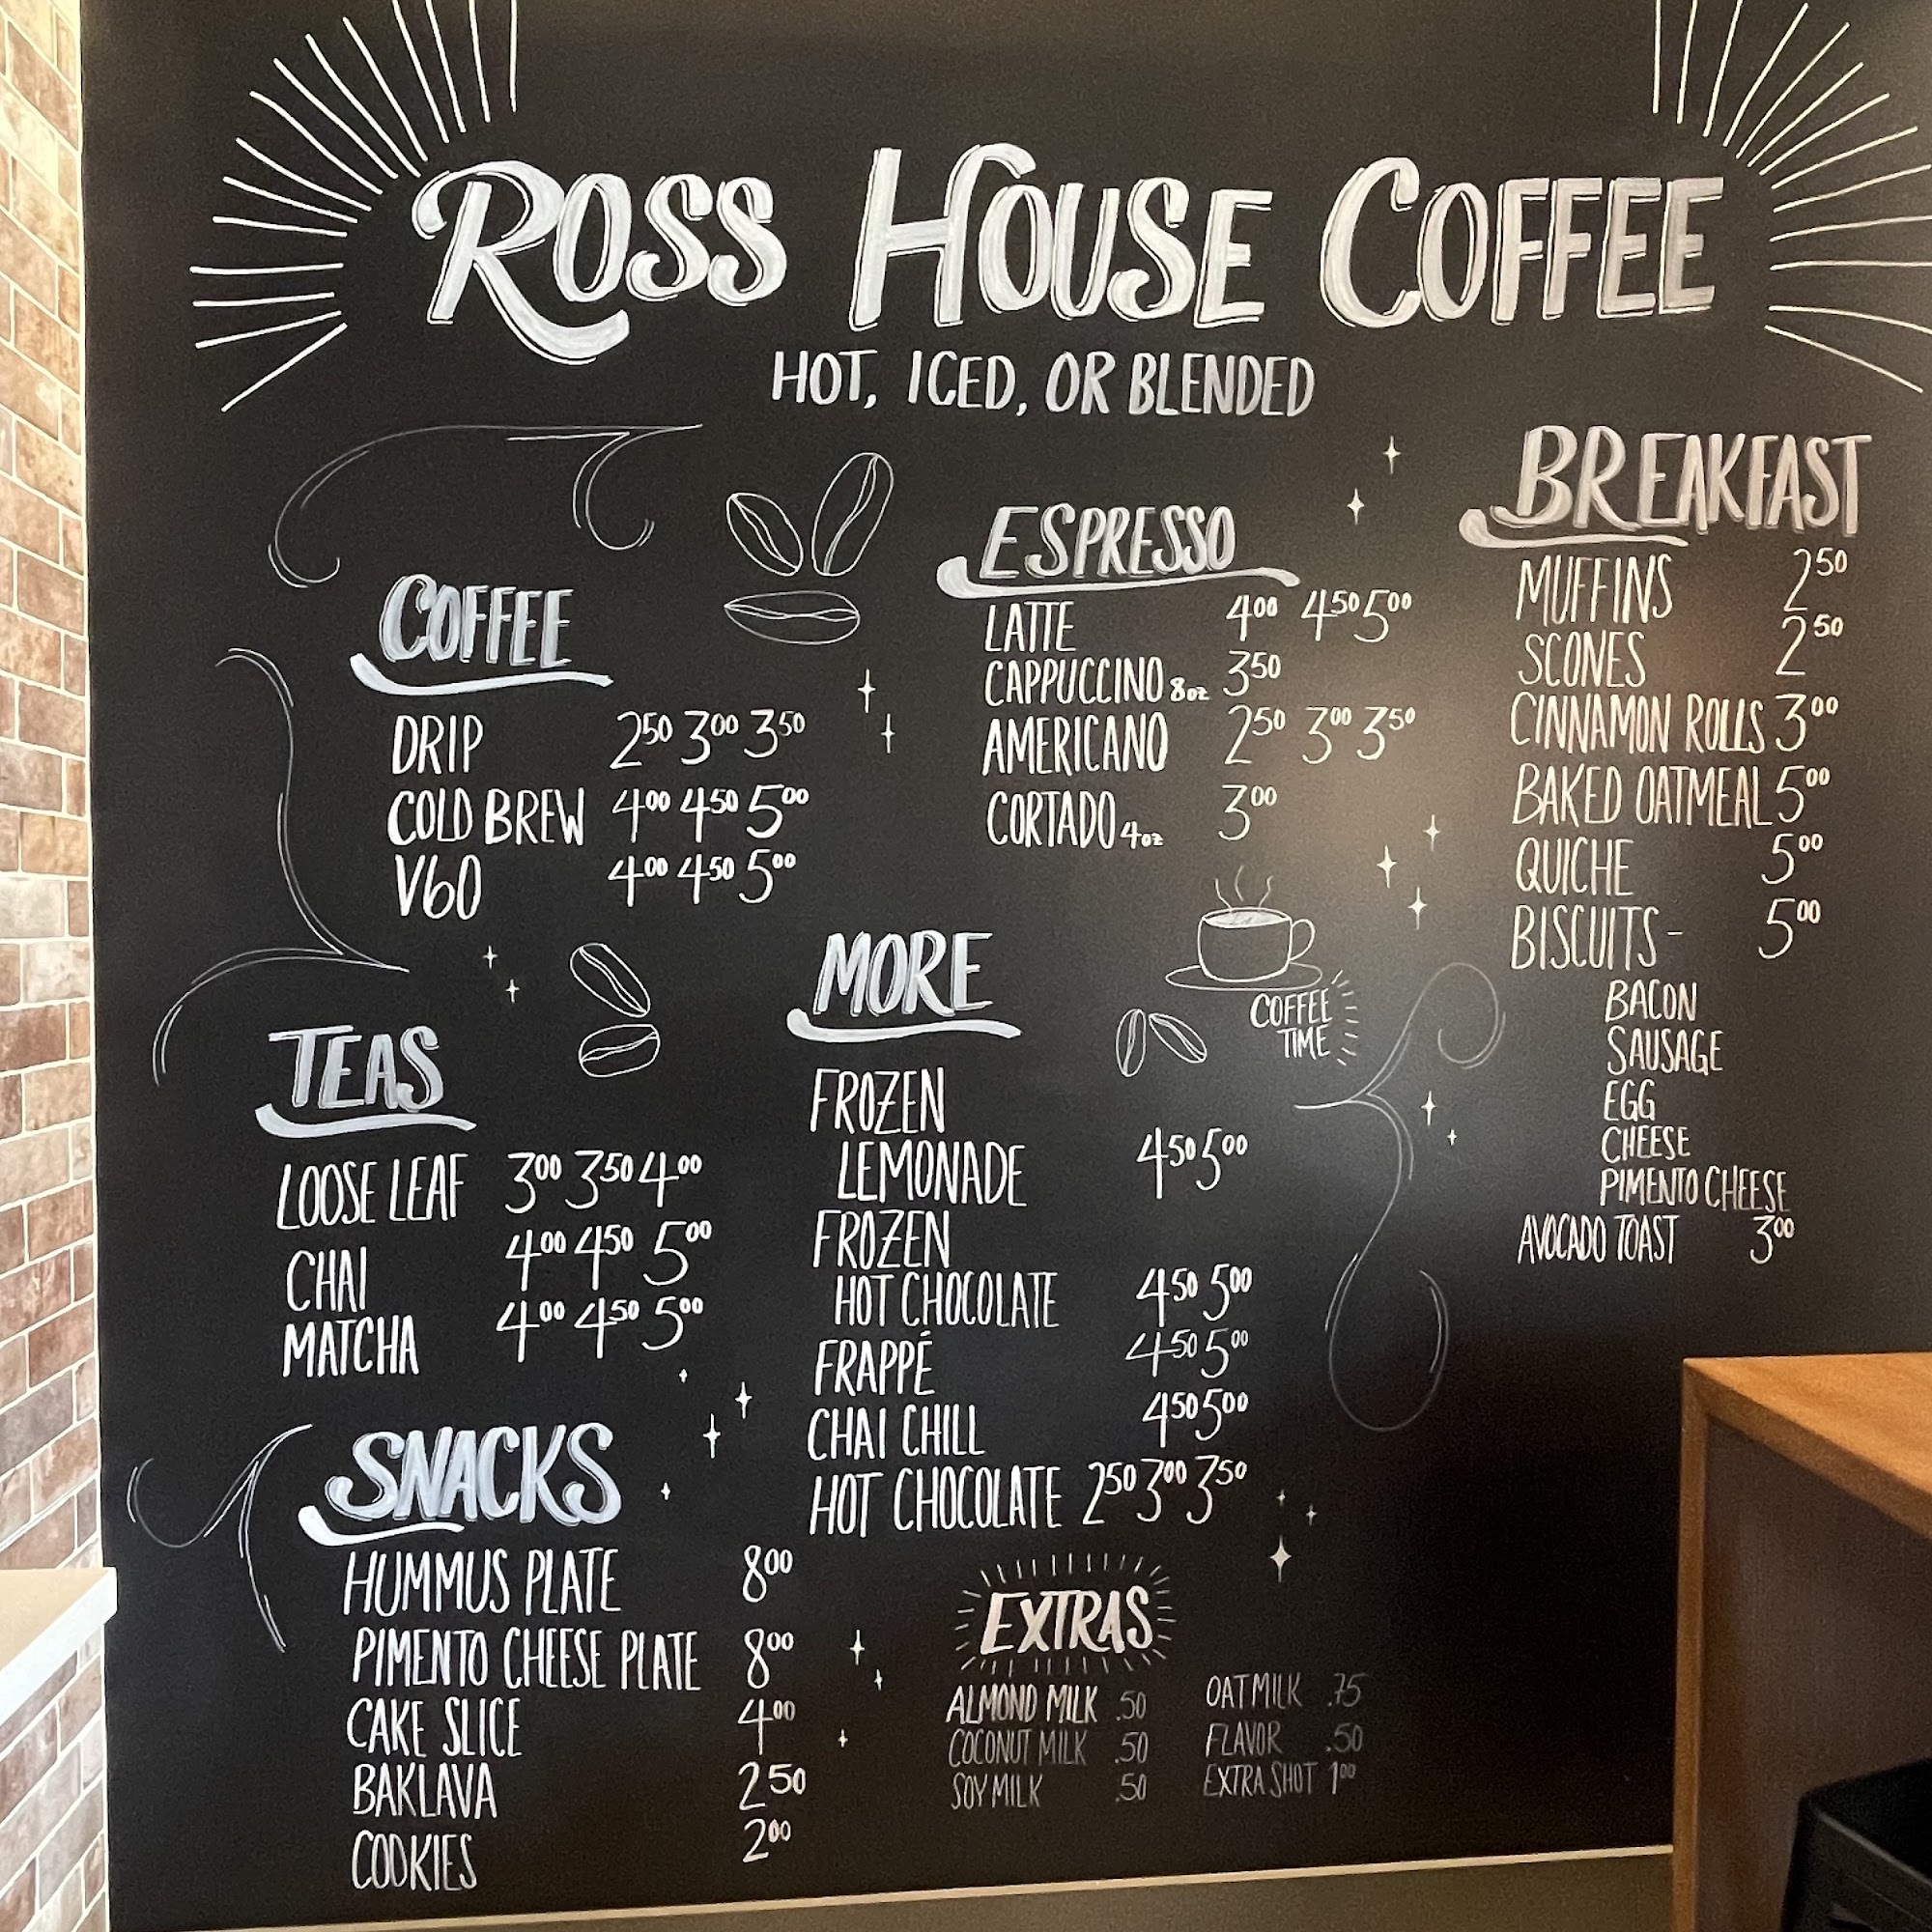 ROSS HOUSE COFFEE
HOT, ICED, OR BLENDED
COFFEE
DRIP 2 50 3 00 3 50
COLD BREW 4 00 4 50 5 00
V60 4 00 4 50 5 00
TEAS
LOOSE LEAF 3 00 3 50 4 00
CHAI 4 00 4 50 5 00
MATCHA 4 00 4 50 5 00
SNACKS
HUMMUS PLATE 8 00
PIMENTO CHEESE PLATE 8 00
CAKE SLICE 4 00
BAKLAVA 2 50
COOKIES 2 00
ESPRESSO
LATTE 4 00 4 50 5 00
CAPPUCCINO 8oz 3 50
AMERICANO 2 50 3 00 3 50
CORTADO 4oz 3 00
COFFEE
TIME
MORE
FROZEN
LEMONADE 4 50 5 00
FROZEN
HOT CHOCOLATE 4 50 5 00
FRAPPÉ 4 50 5 00
CHAI CHILL 4 50 5 00
HOT CHOCOLATE 2 50 3 00 3 50
EXTRAS
ALMOND MILK .50
COCONUT MILK .50
SOY MILK .50
OAT MILK .75
FLAVOR .50
EXTRA SHOT 1 00
BREAKFAST
MUFFINS 2 50
SCONES 2 50
CINNAMON ROLLS 3 00
BAKED OATMEAL 5 00
QUICHE 5 00
BISCUITS- 5 00
BACON
SAUSAGE
EGG
CHEESE
PIMENTO CHEESE
AVOCADO TOAST 3 00